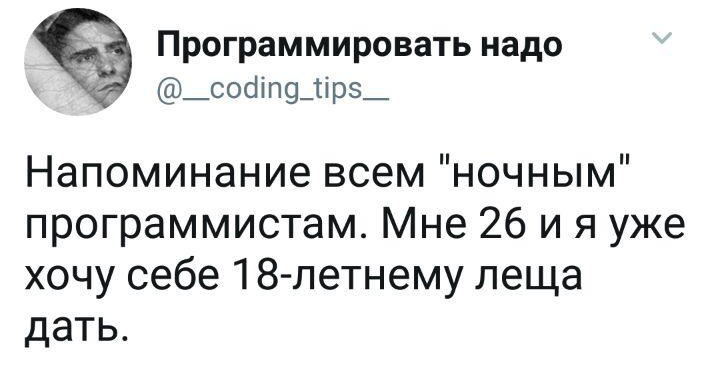 Программировать надо
@__coding_tips__
Напоминание всем "ночным"
программистам. Мне 26 и я уже
хочу себе 18-летнему леща
дать.